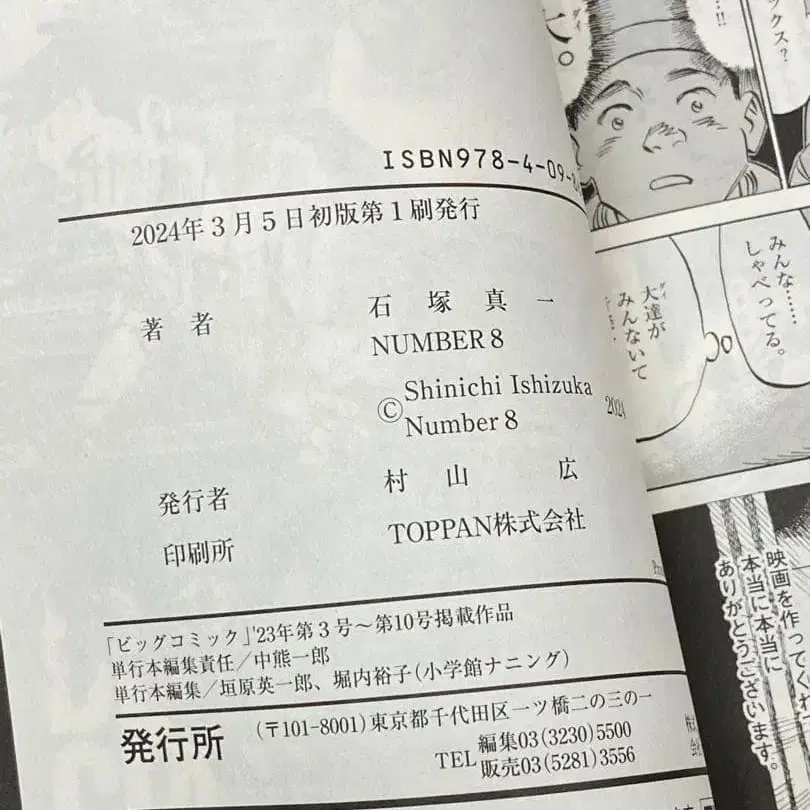 ISBN978-4-09-
2024年3月5日初版第1刷発行
著者 石塚真一
NUMBER8
© Shinichi Ishizuka
Number8 2024
発行者 村山 広
印刷所 TOPPAN株式会社
「ビッグコミック」'23年第3号〜第10号掲載作品
単行本編集責任/中熊一郎
単行本編集/垣原英一郎、堀内裕子(小学館ナニング)
発行所 (〒101-8001)東京都千代田区一ツ橋二の三の一
TEL 編集03(3230)5500
販売03(5281)3556
ックス?
…!!
みんな……
しゃべってる。
大達が
ダイ
みんないて
映画を作ってくれ
本当に本当に
ありがとうございます。